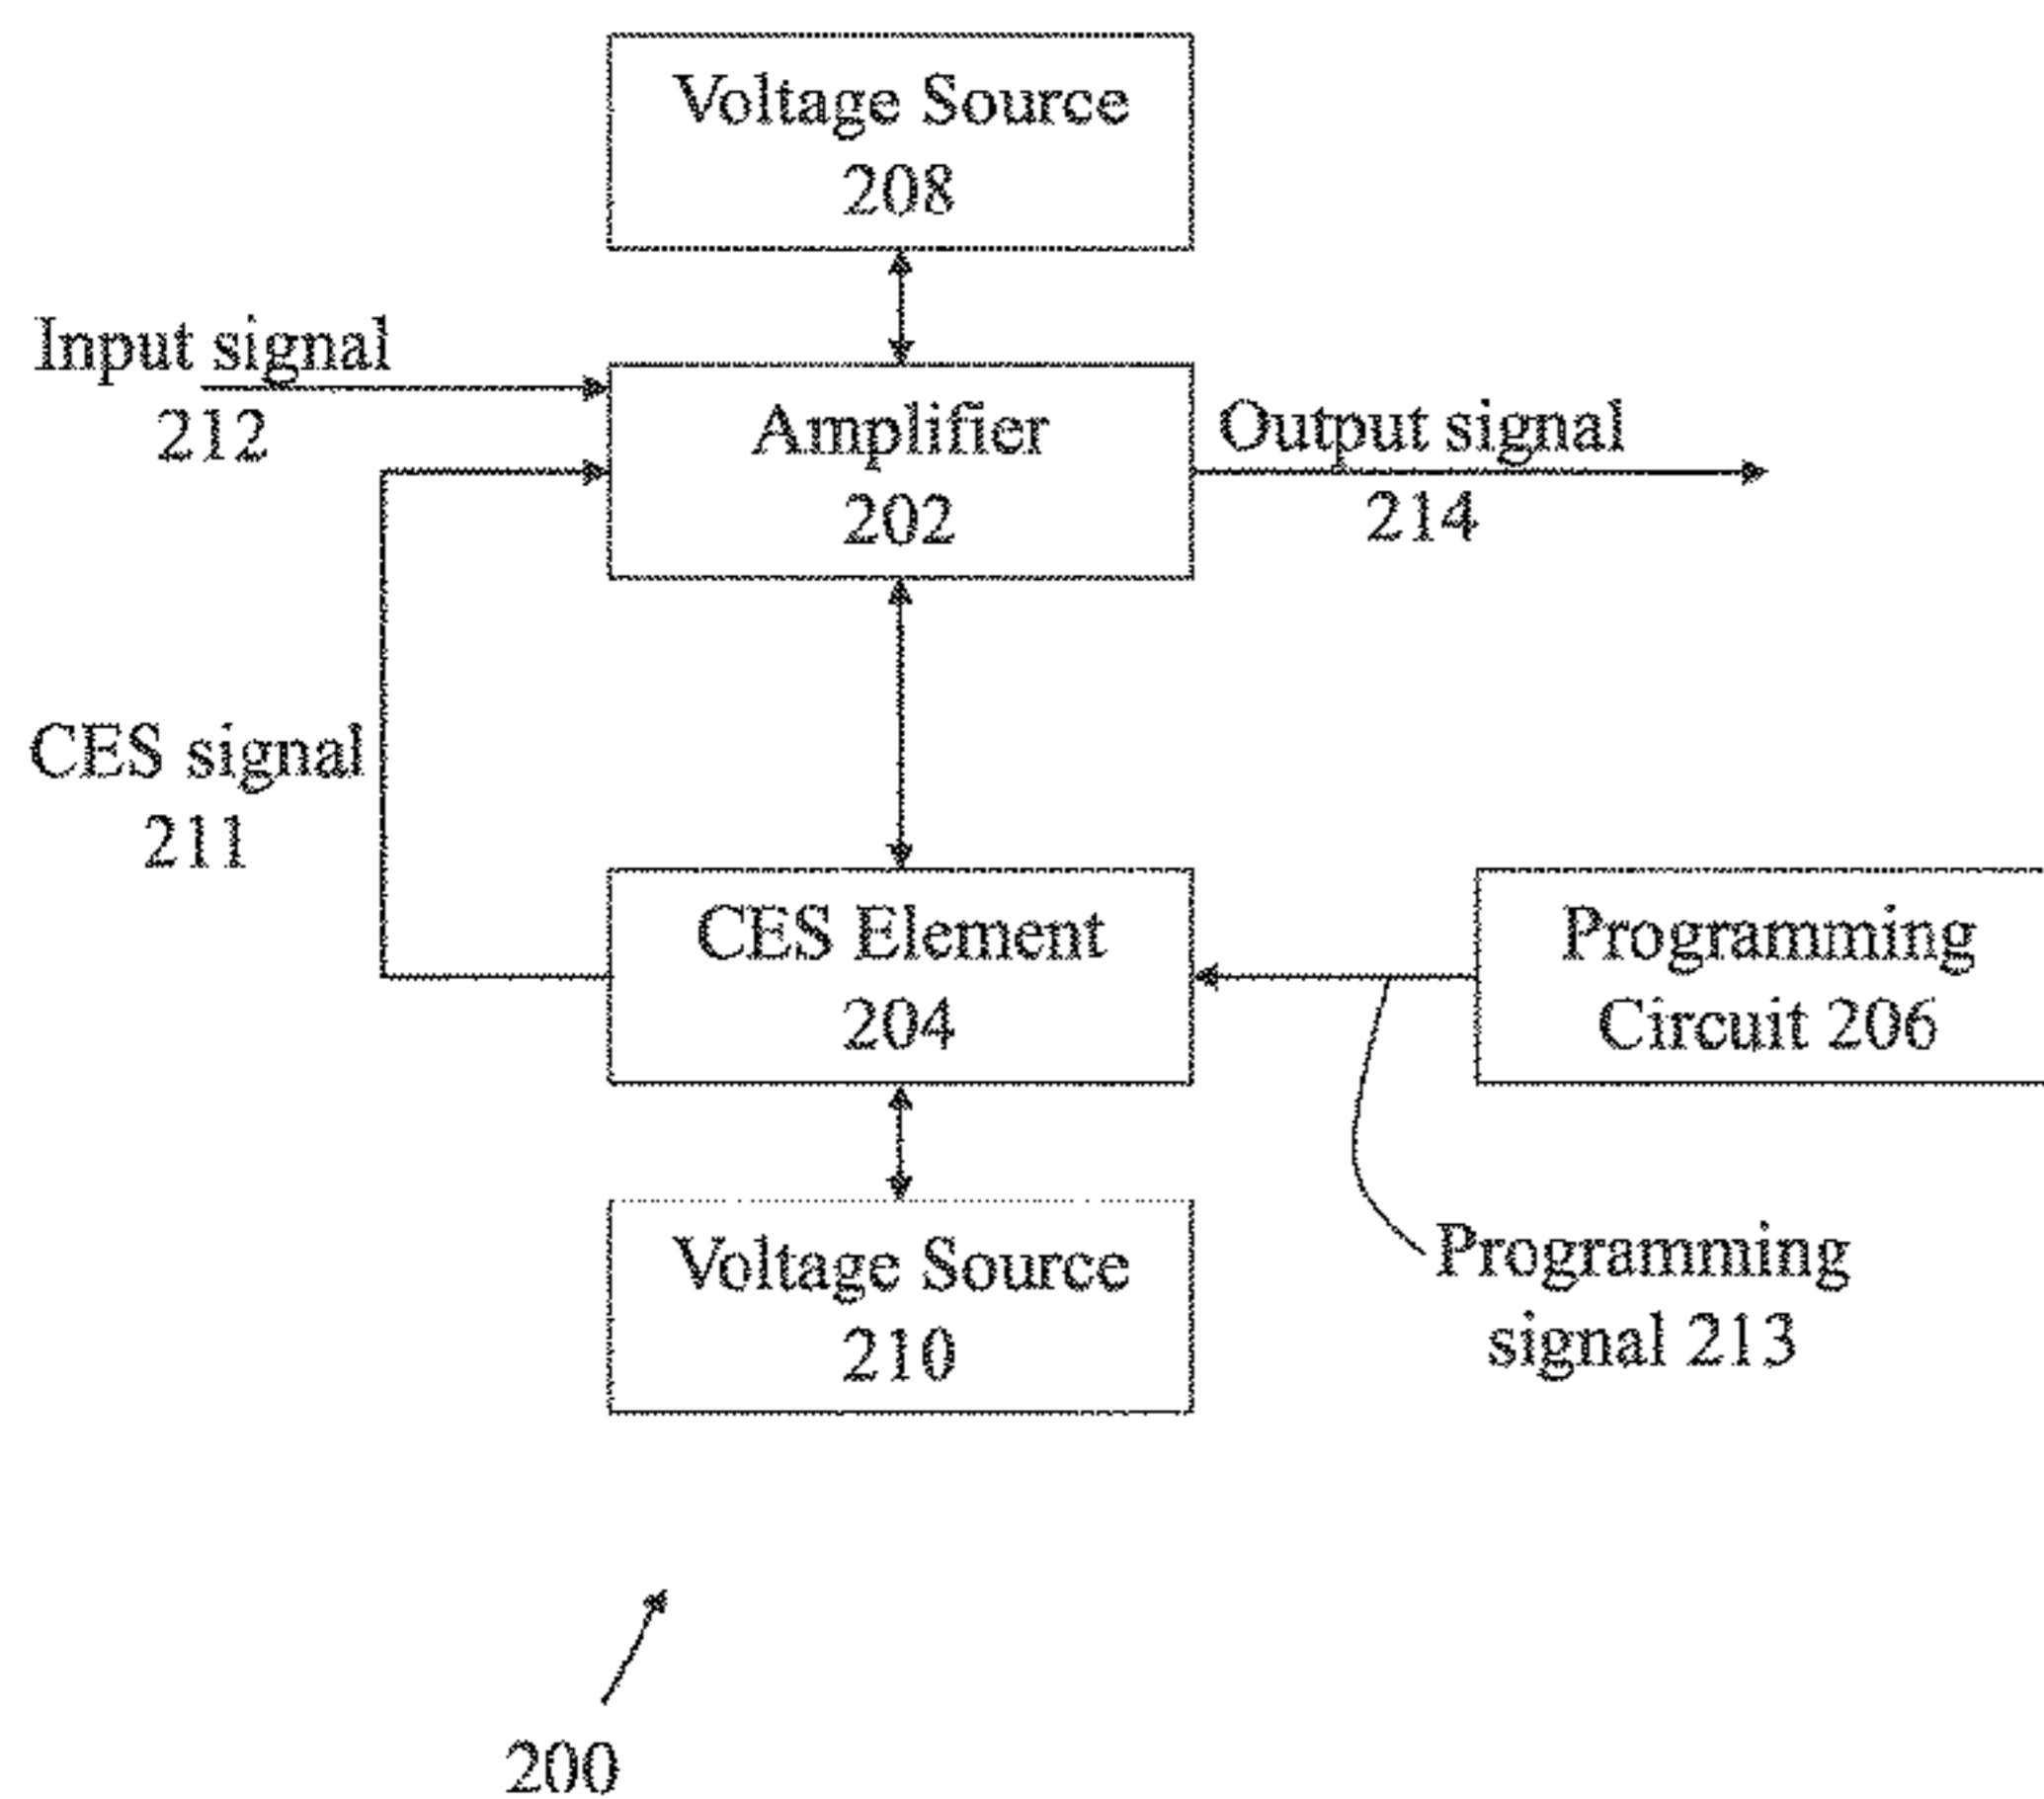 Voltage Source
208
Input signal
212
Amplifier
202
Output signal
214
CES signal
211
CES Element
204
Programming
Circuit 206
Voltage Source
210
Programming
signal 213
200